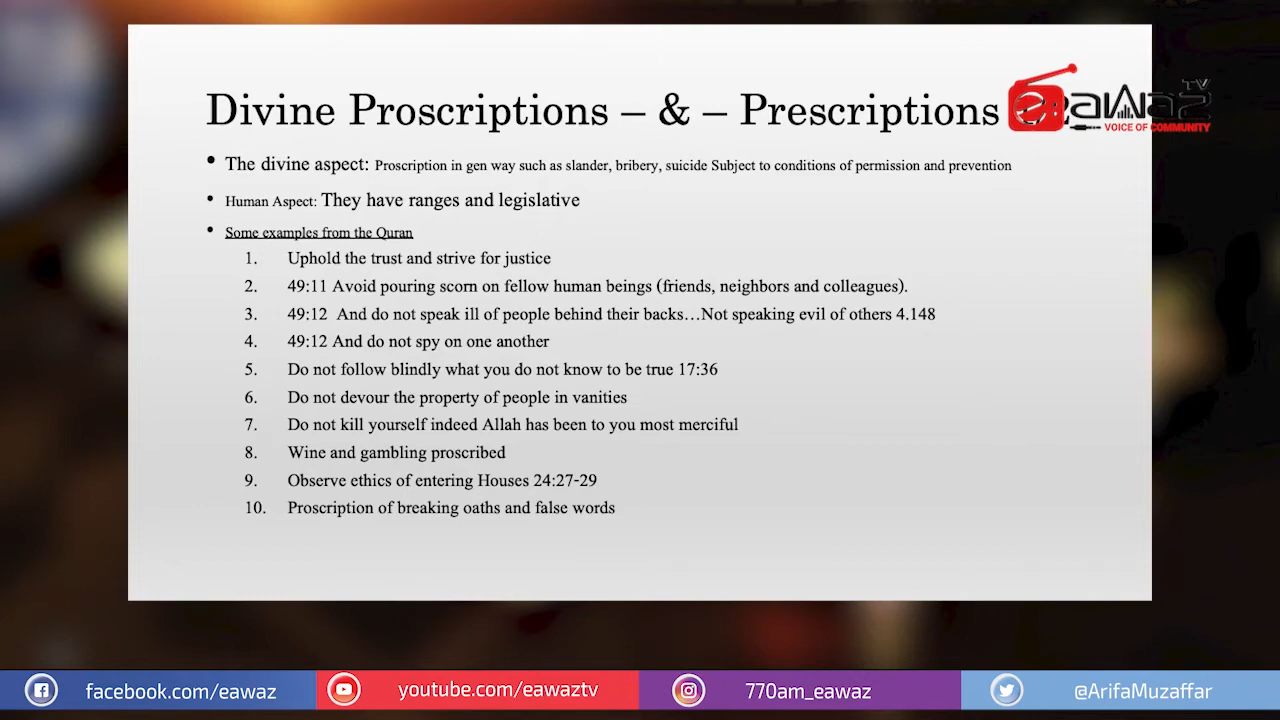 Divine Proscriptions – & – Prescriptions
eawaz TV
VOICE OF COMMUNITY
• The divine aspect: Proscription in gen way such as slander, bribery, suicide Subject to conditions of permission and prevention
• Human Aspect: They have ranges and legislative
• Some examples from the Quran
1. Uphold the trust and strive for justice
2. 49:11 Avoid pouring scorn on fellow human beings (friends, neighbors and colleagues).
3. 49:12 And do not speak ill of people behind their backs…Not speaking evil of others 4.148
4. 49:12 And do not spy on one another
5. Do not follow blindly what you do not know to be true 17:36
6. Do not devour the property of people in vanities
7. Do not kill yourself indeed Allah has been to you most merciful
8. Wine and gambling proscribed
9. Observe ethics of entering Houses 24:27-29
10. Proscription of breaking oaths and false words
facebook.com/eawaz
youtube.com/eawaztv
770am_eawaz
@ArifaMuzaffar